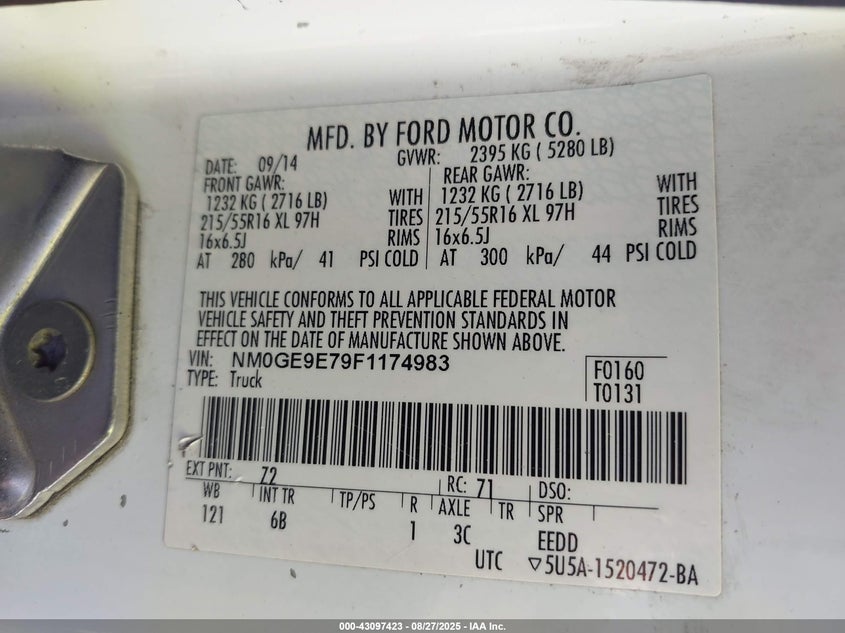 MFD. BY FORD MOTOR CO.
DATE: 09/14 GVWR: 2395 KG ( 5280 LB)
FRONT GAWR: REAR GAWR:
1232 KG ( 2716 LB) WITH 1232 KG ( 2716 LB) WITH
215/55R16 XL 97H TIRES 215/55R16 XL 97H TIRES
16x6.5J RIMS 16x6.5J RIMS
AT 280 kPa/ 41 PSI COLD AT 300 kPa/ 44 PSI COLD
THIS VEHICLE CONFORMS TO ALL APPLICABLE FEDERAL MOTOR
VEHICLE SAFETY AND THEFT PREVENTION STANDARDS IN
EFFECT ON THE DATE OF MANUFACTURE SHOWN ABOVE.
VIN: NM0GE9E79F1174983 F0160
TYPE: Truck T0131
EXT PNT: Z2 RC: 71 DSO:
WB INT TR TP/PS R AXLE TR SPR
121 6B 1 3C EEDD
UTC ▽5U5A-1520472-BA
000-43097423 - 08/27/2025 - IAA Inc.